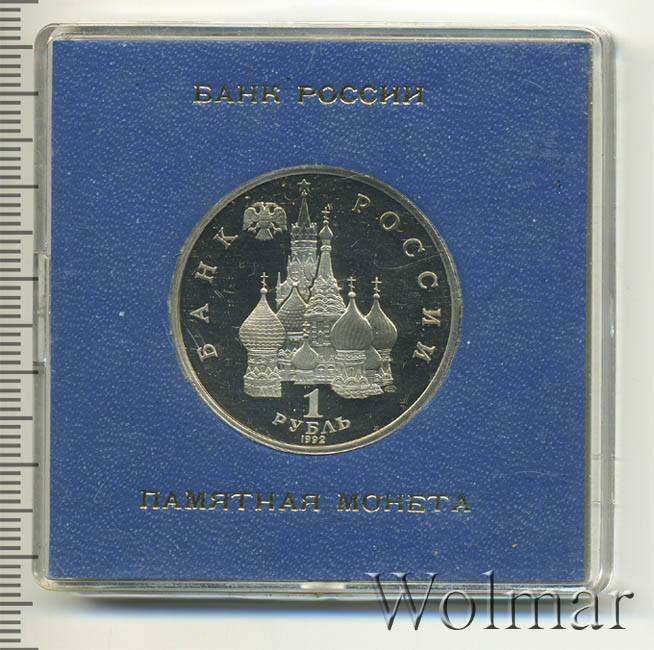 БАНК РОССИИ
БАНК РОССИИ
1
РУБЛЬ
1992
ПАМЯТНАЯ МОНЕТА
Wolmar